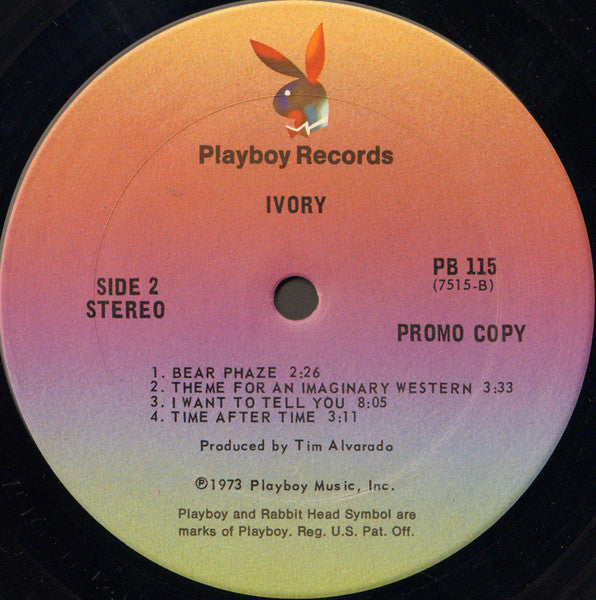 Playboy Records
IVORY
SIDE 2
STEREO
PB 115
(7515-B)
PROMO COPY
1. BEAR PHAZE 2:26
2. THEME FOR AN IMAGINARY WESTERN 3:33
3. I WANT TO TELL YOU 8:05
4. TIME AFTER TIME 3:11
Produced by Tim Alvarado
℗1973 Playboy Music, Inc.
Playboy and Rabbit Head Symbol are
marks of Playboy. Reg. U.S. Pat. Off.